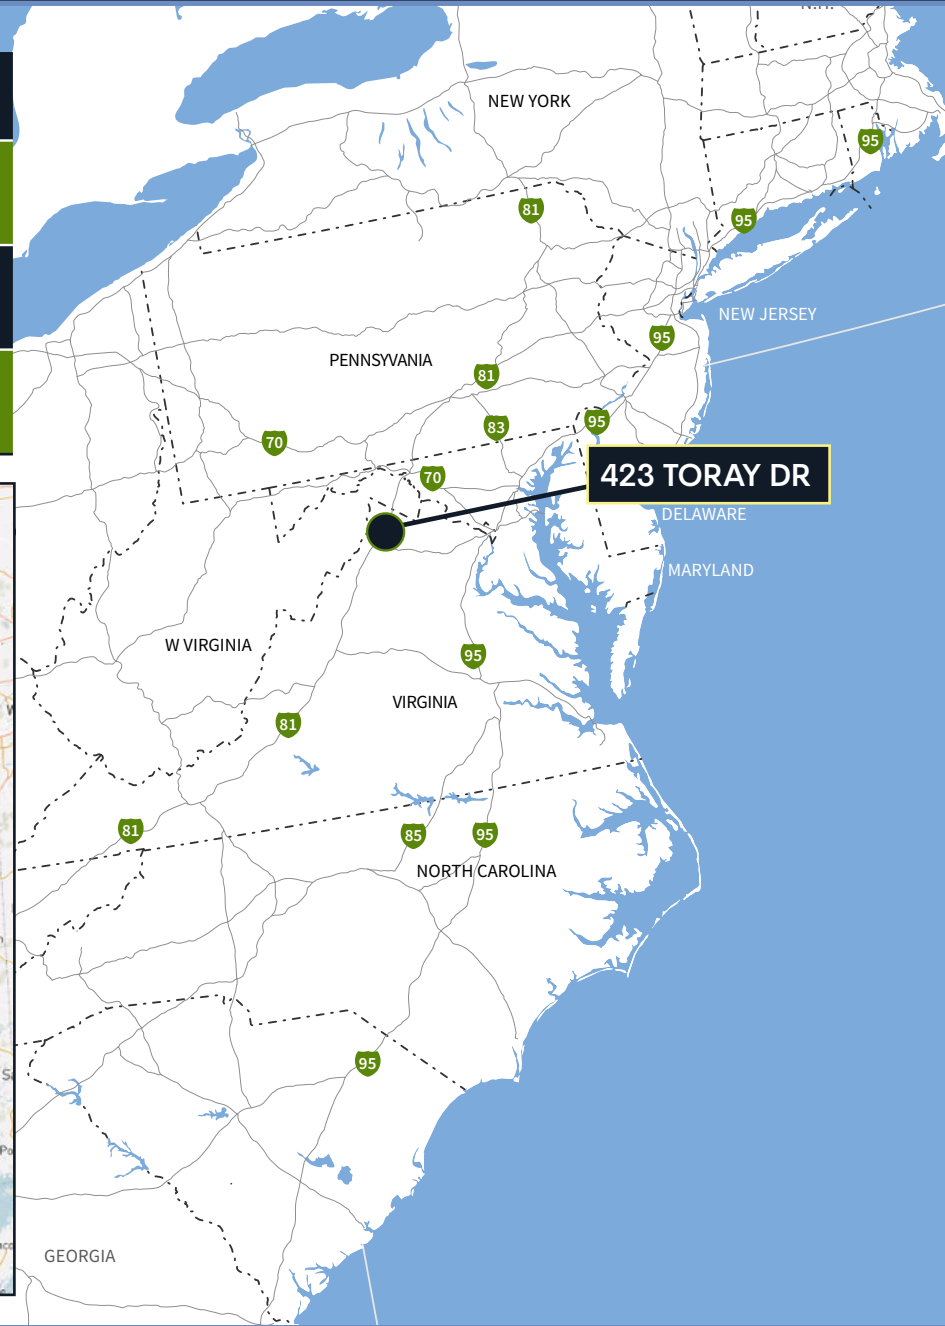 NEW YORK
95
81
95
NEW JERSEY
95
PENNSYVANIA
81
95
83
70
70
423 TORAY DR
DELAWARE
MARYLAND
W VIRGINIA
95
VIRGINIA
81
81
85
95
NORTH CAROLINA
95
GEORGIA